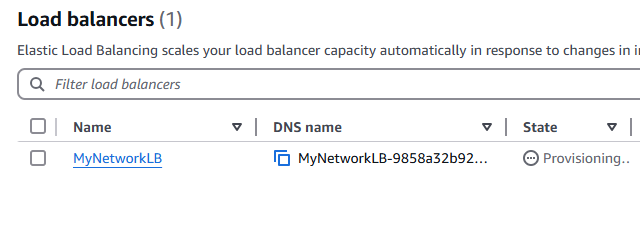 Load balancers (1)
Elastic Load Balancing scales your load balancer capacity automatically in response to changes in
Filter load balancers
Name DNS name State
MyNetworkLB MyNetworkLB-9858a32b92... Provisioning..